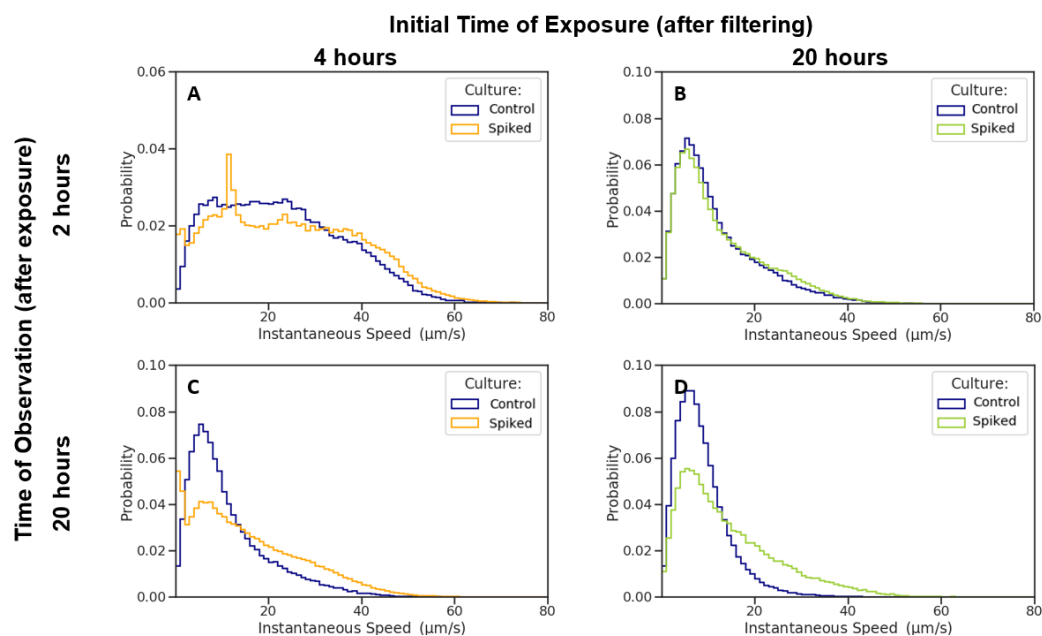 Initial Time of Exposure (after filtering)
4 hours
20 hours
Time of Observation (after exposure)
2 hours
20 hours
A
Culture:
Control
Spiked
Probability
0.06
0.04
0.02
0.00
20
40
60
80
Instantaneous Speed (μm/s)
B
Culture:
Control
Spiked
Probability
0.10
0.08
0.06
0.04
0.02
0.00
20
40
60
80
Instantaneous Speed (μm/s)
C
Culture:
Control
Spiked
Probability
0.10
0.08
0.06
0.04
0.02
0.00
20
40
60
80
Instantaneous Speed (μm/s)
D
Culture:
Control
Spiked
Probability
0.10
0.08
0.06
0.04
0.02
0.00
20
40
60
80
Instantaneous Speed (μm/s)